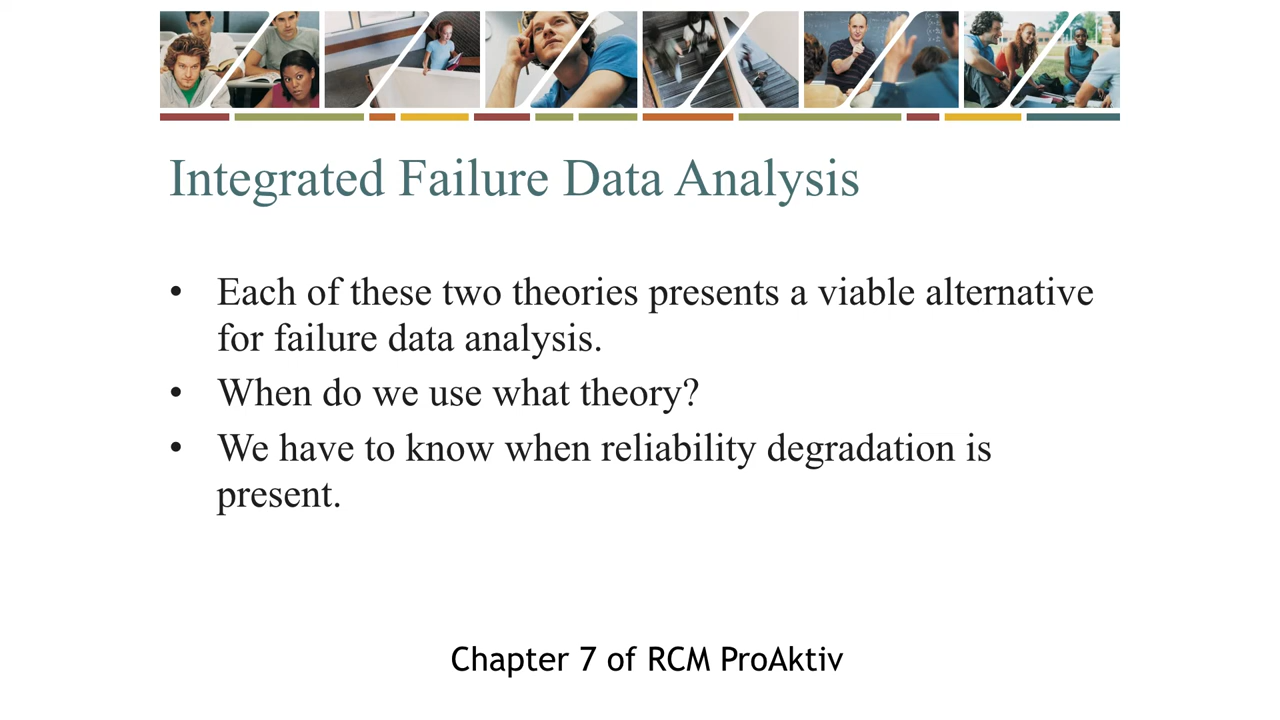 Integrated Failure Data Analysis
• Each of these two theories presents a viable alternative
for failure data analysis.
• When do we use what theory?
• We have to know when reliability degradation is
present.
Chapter 7 of RCM ProAktiv